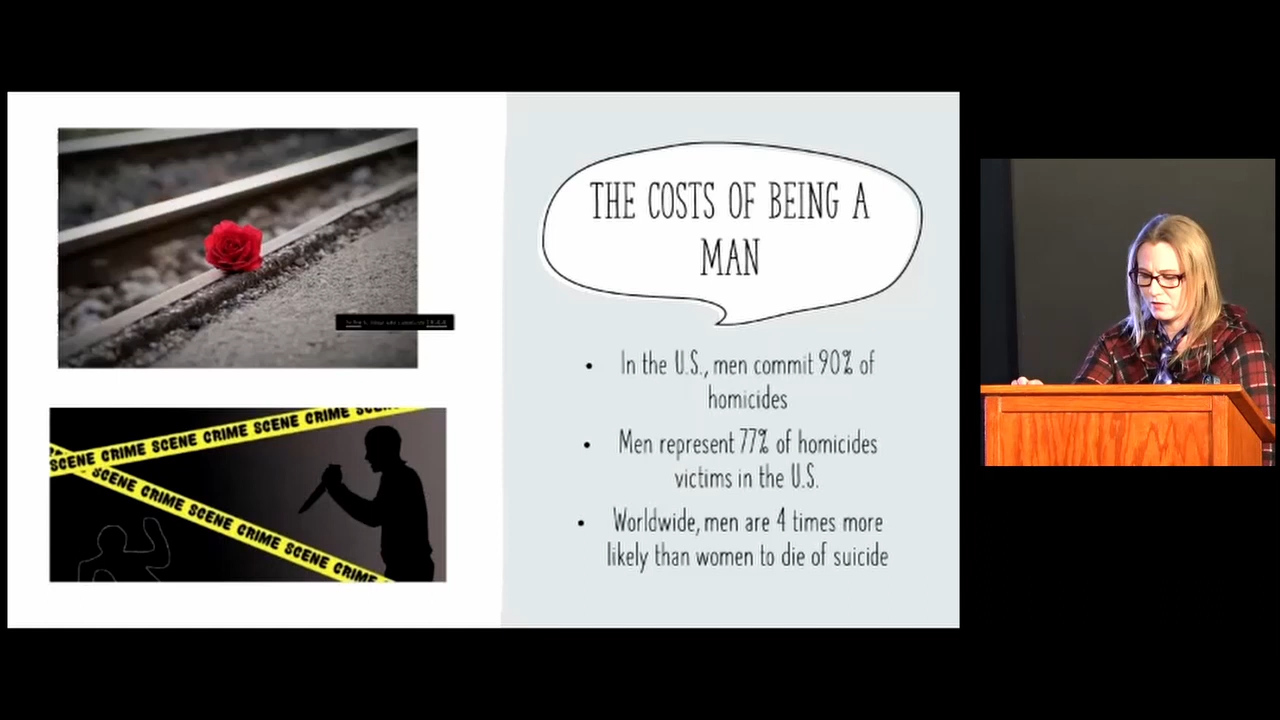 THE COSTS OF BEING A
MAN
• In the U.S., men commit 90% of
homicides
• Men represent 77% of homicides
victims in the U.S.
• Worldwide, men are 4 times more
likely than women to die of suicide
SCENE CRIME SCENE CRIME SCENE CRIME SCENE
SCENE CRIME SCENE CRIME SCENE CRIME